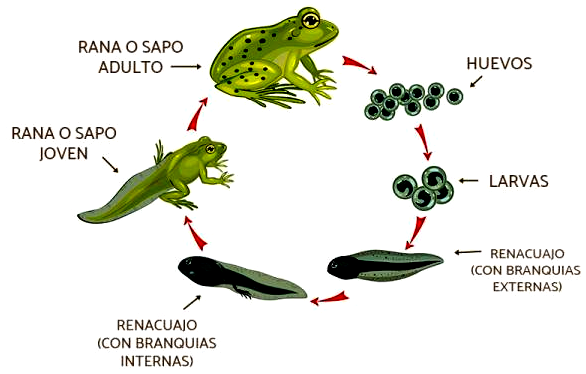 RANA O SAPO
ADULTO
HUEVOS
LARVAS
RENACUAJO
(CON BRANQUIAS
EXTERNAS)
RENACUAJO
(CON BRANQUIAS
INTERNAS)
RANA O SAPO
JOVEN